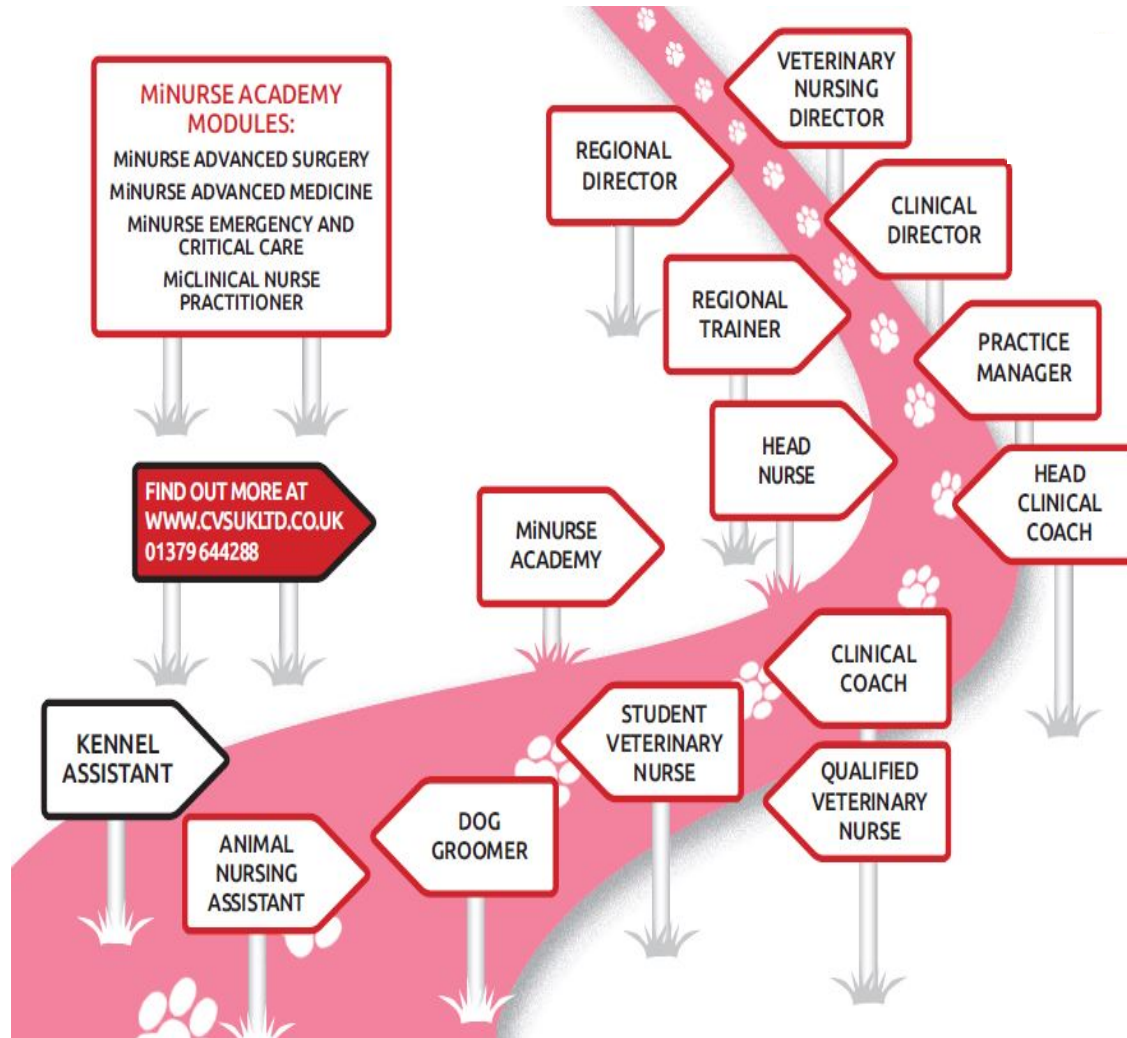 MiNURSE ACADEMY
MODULES:
MiNURSE ADVANCED SURGERY
MiNURSE ADVANCED MEDICINE
MiNURSE EMERGENCY AND
CRITICAL CARE
MiCLINICAL NURSE
PRACTITIONER
VETERINARY
NURSING
DIRECTOR
REGIONAL
DIRECTOR
CLINICAL
DIRECTOR
REGIONAL
TRAINER
PRACTICE
MANAGER
HEAD
NURSE
HEAD
CLINICAL
COACH
FIND OUT MORE AT
WWW.CVSUKLTD.CO.UK
01379 644288
MiNURSE
ACADEMY
CLINICAL
COACH
STUDENT
VETERINARY
NURSE
QUALIFIED
VETERINARY
NURSE
KENNEL
ASSISTANT
DOG
GROOMER
ANIMAL
NURSING
ASSISTANT